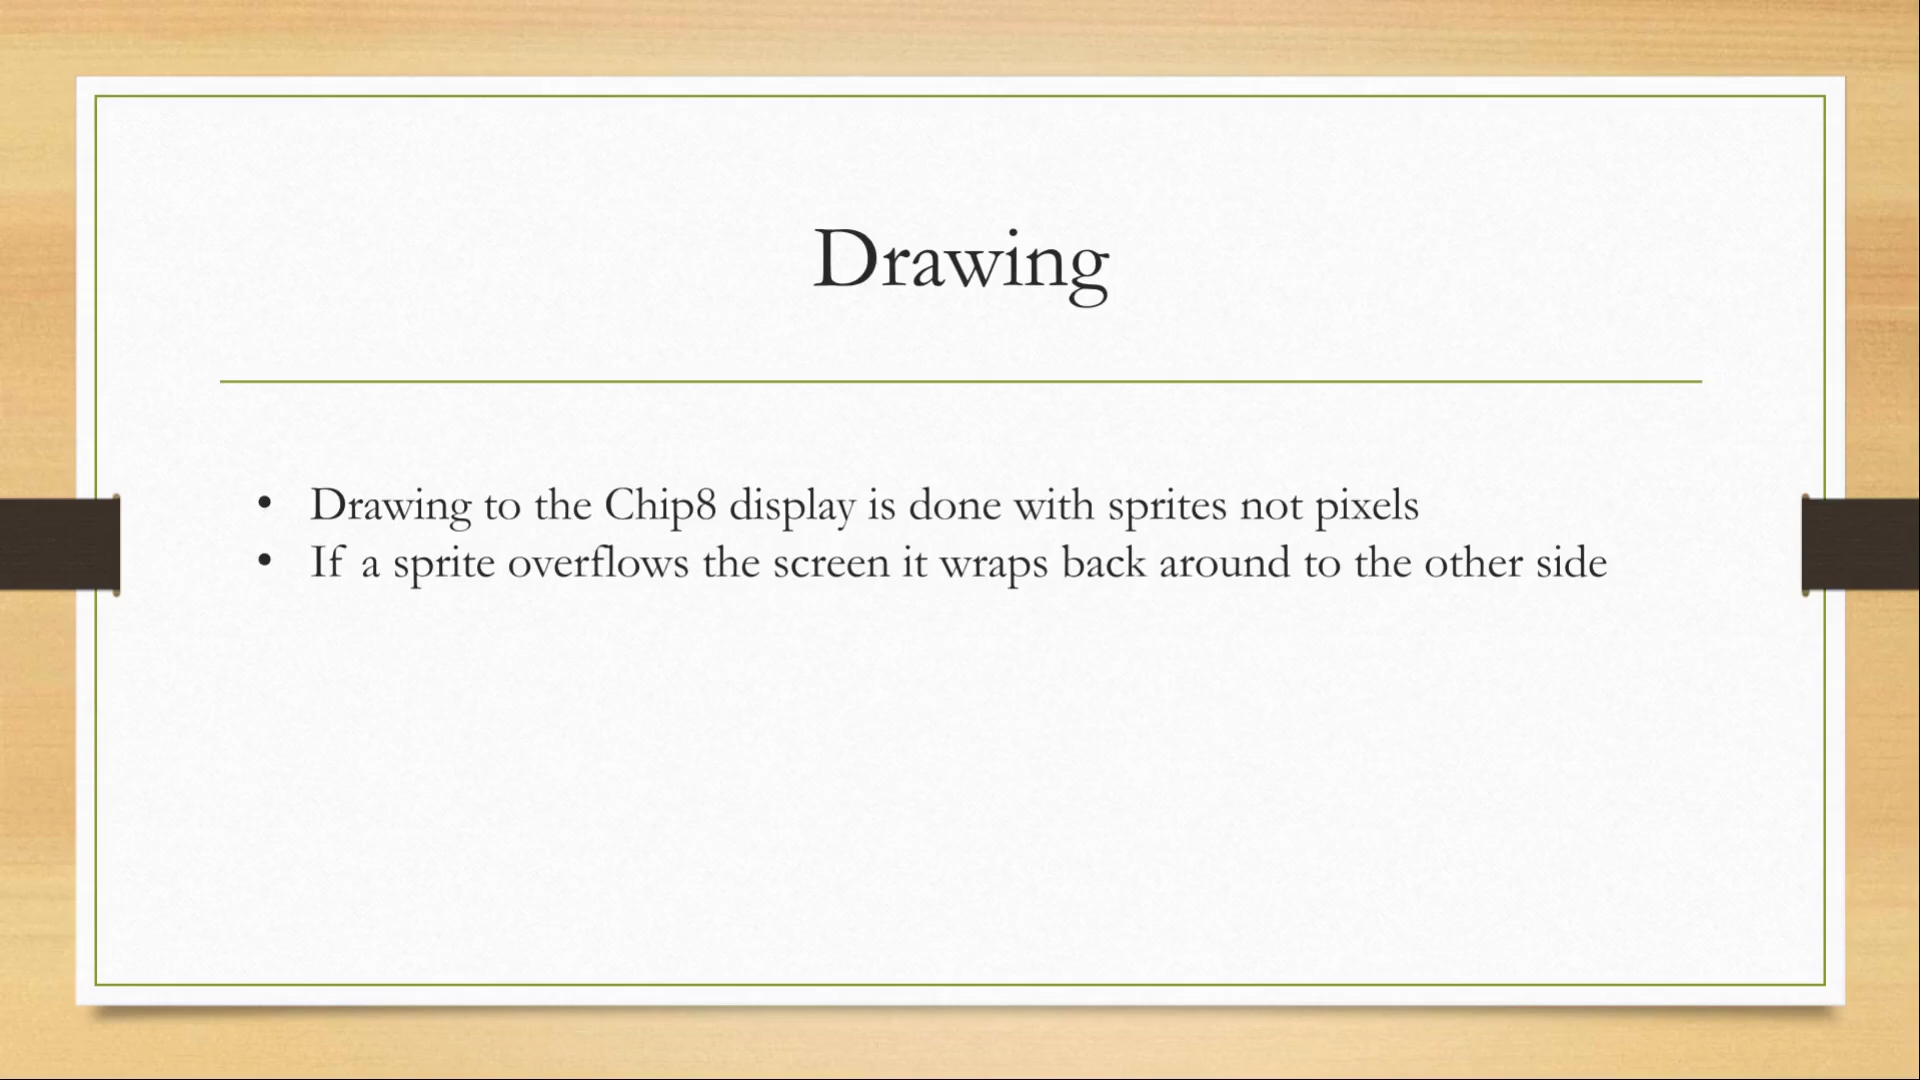 Drawing
• Drawing to the Chip8 display is done with sprites not pixels
• If a sprite overflows the screen it wraps back around to the other side